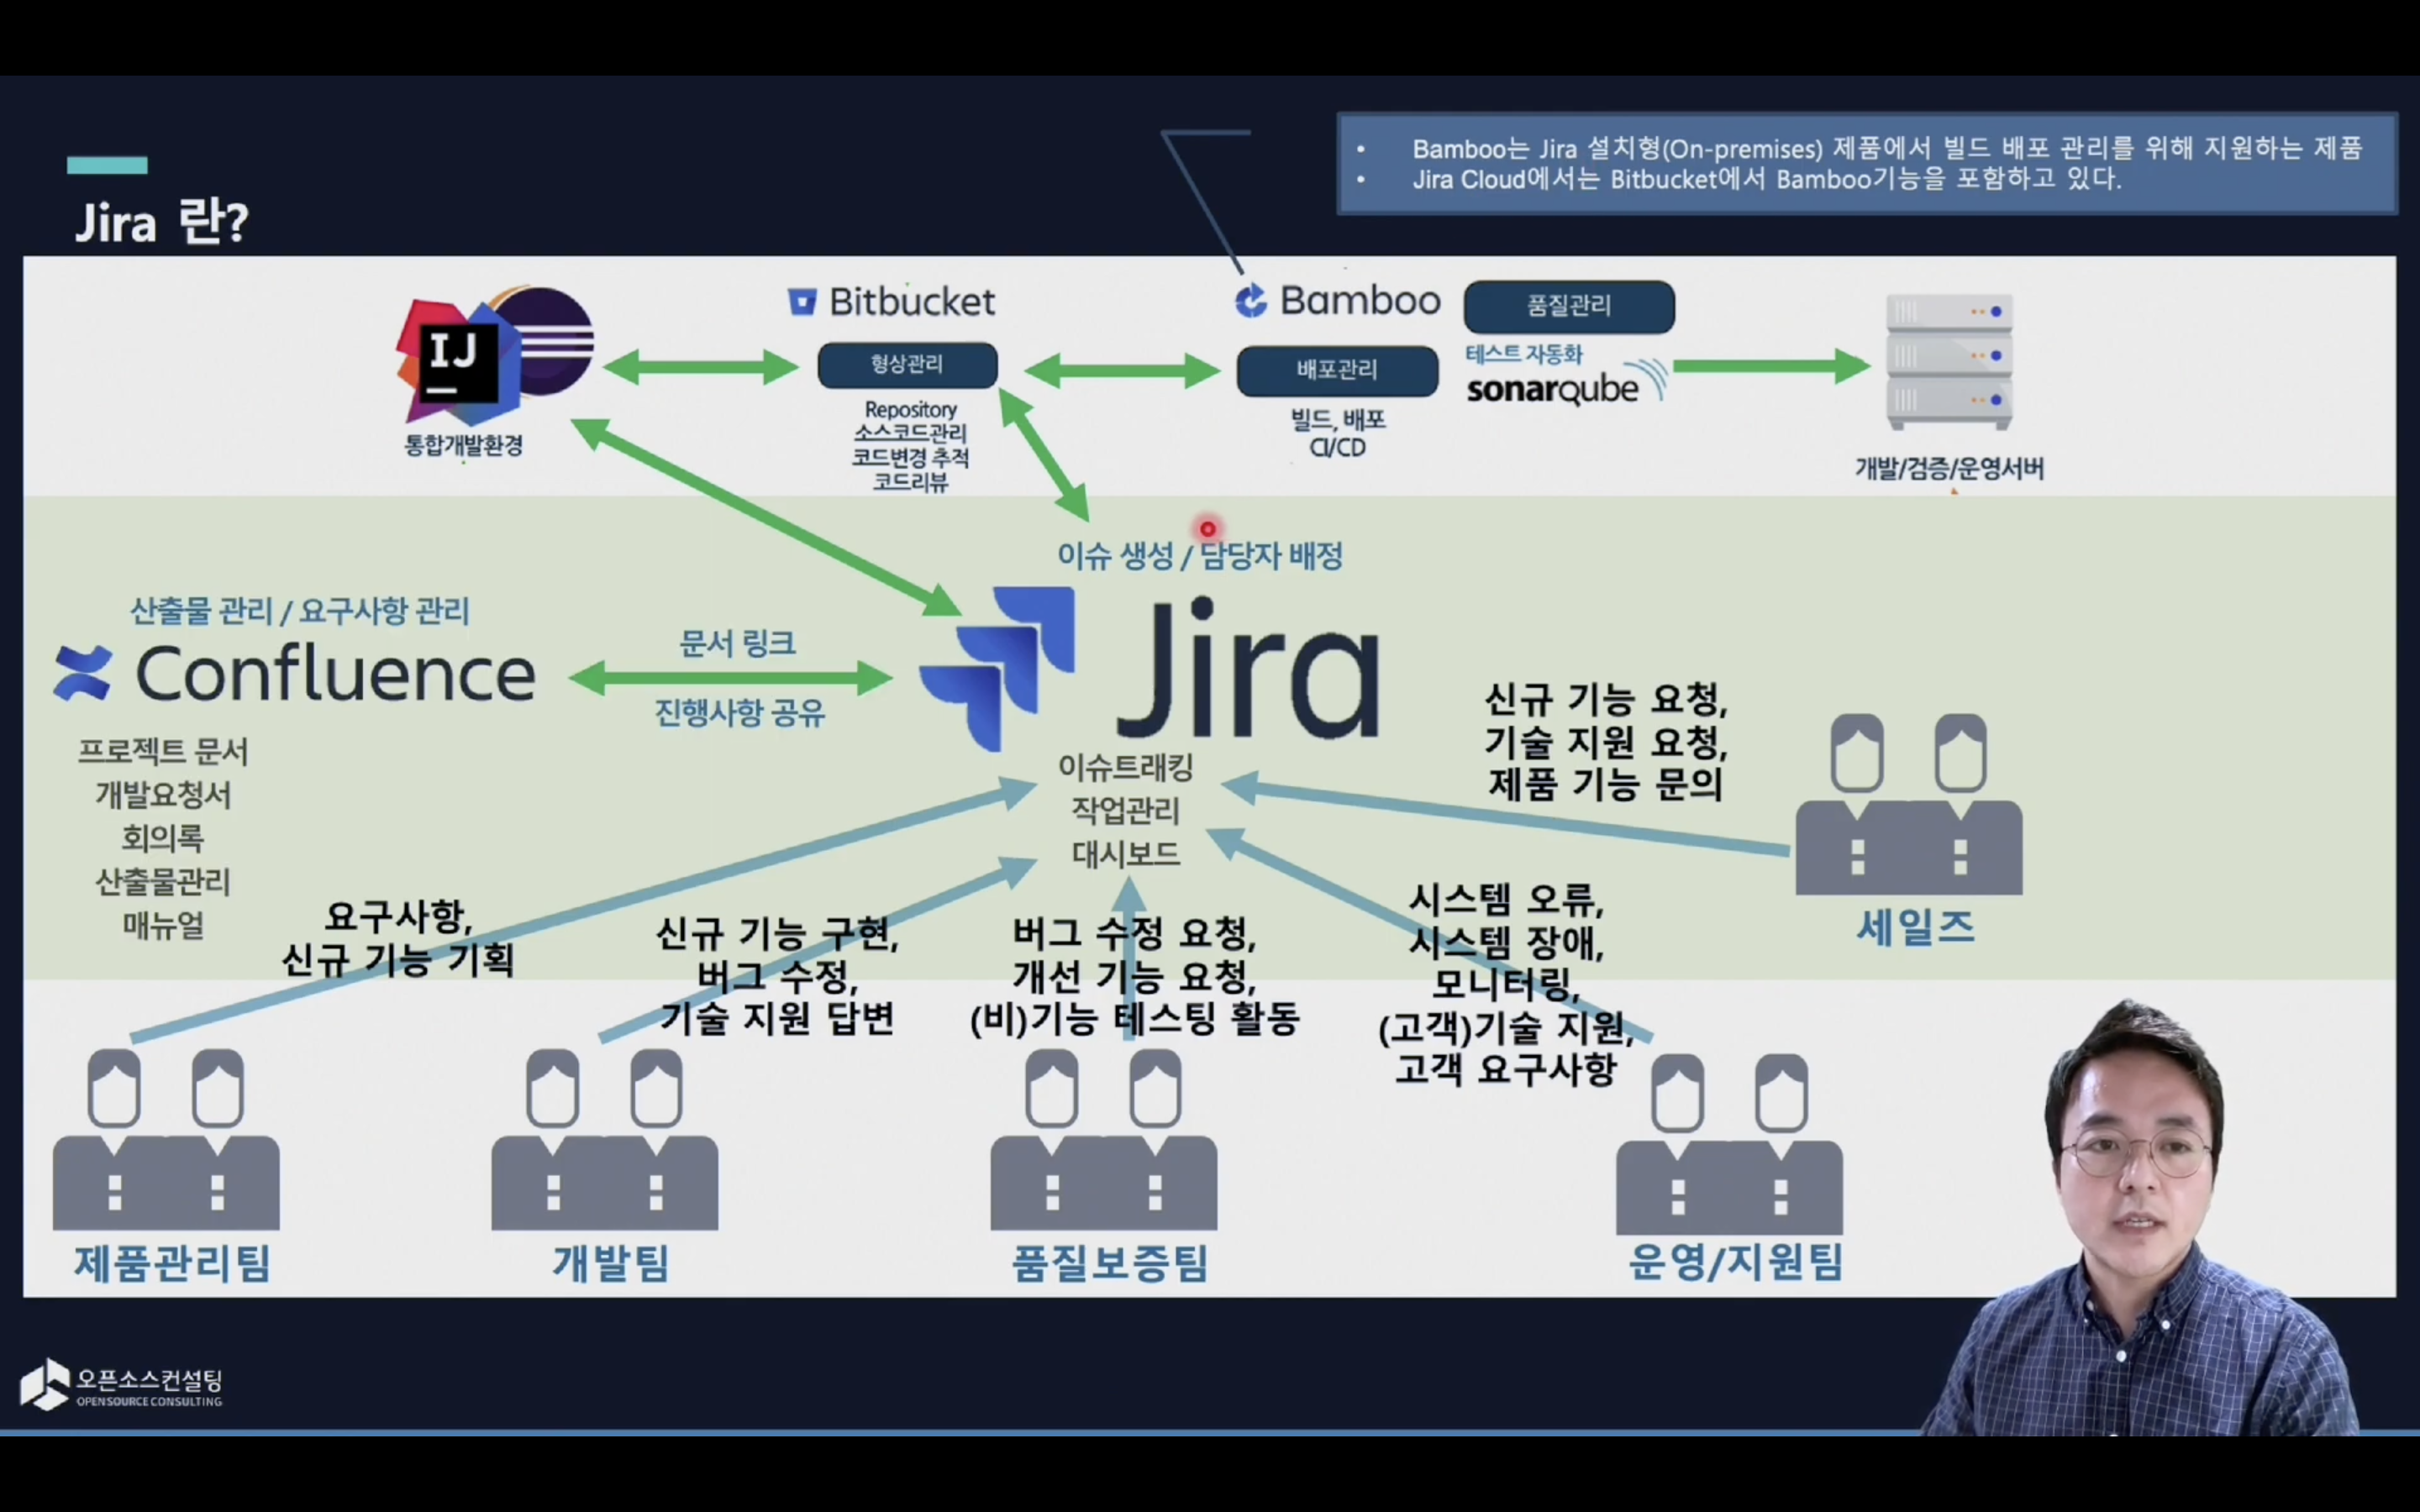 • Bamboo는 Jira 설치형(On-premises) 제품에서 빌드 배포 관리를 위해 지원하는 제품
• Jira Cloud에서는 Bitbucket에서 Bamboo기능을 포함하고 있다.
Jira 란?
IJ
통합개발환경
Bitbucket
형상관리
Repository
소스코드관리
코드변경 추적
코드리뷰
Bamboo
배포관리
빌드, 배포
CI/CD
품질관리
테스트 자동화
sonarqube
개발/검증/운영서버
이슈 생성 / 담당자 배정
Jira
이슈트래킹
작업관리
대시보드
산출물 관리 / 요구사항 관리
Confluence
프로젝트 문서
개발요청서
회의록
산출물관리
매뉴얼
문서 링크
진행사항 공유
신규 기능 요청,
기술 지원 요청,
제품 기능 문의
세일즈
요구사항,
신규 기능 기획
신규 기능 구현,
버그 수정,
기술 지원 답변
버그 수정 요청,
개선 기능 요청,
(비)기능 테스팅 활동
시스템 오류,
시스템 장애,
모니터링,
(고객)기술 지원,
고객 요구사항
제품관리팀
개발팀
품질보증팀
운영/지원팀
오픈소스컨설팅
OPEN SOURCE CONSULTING